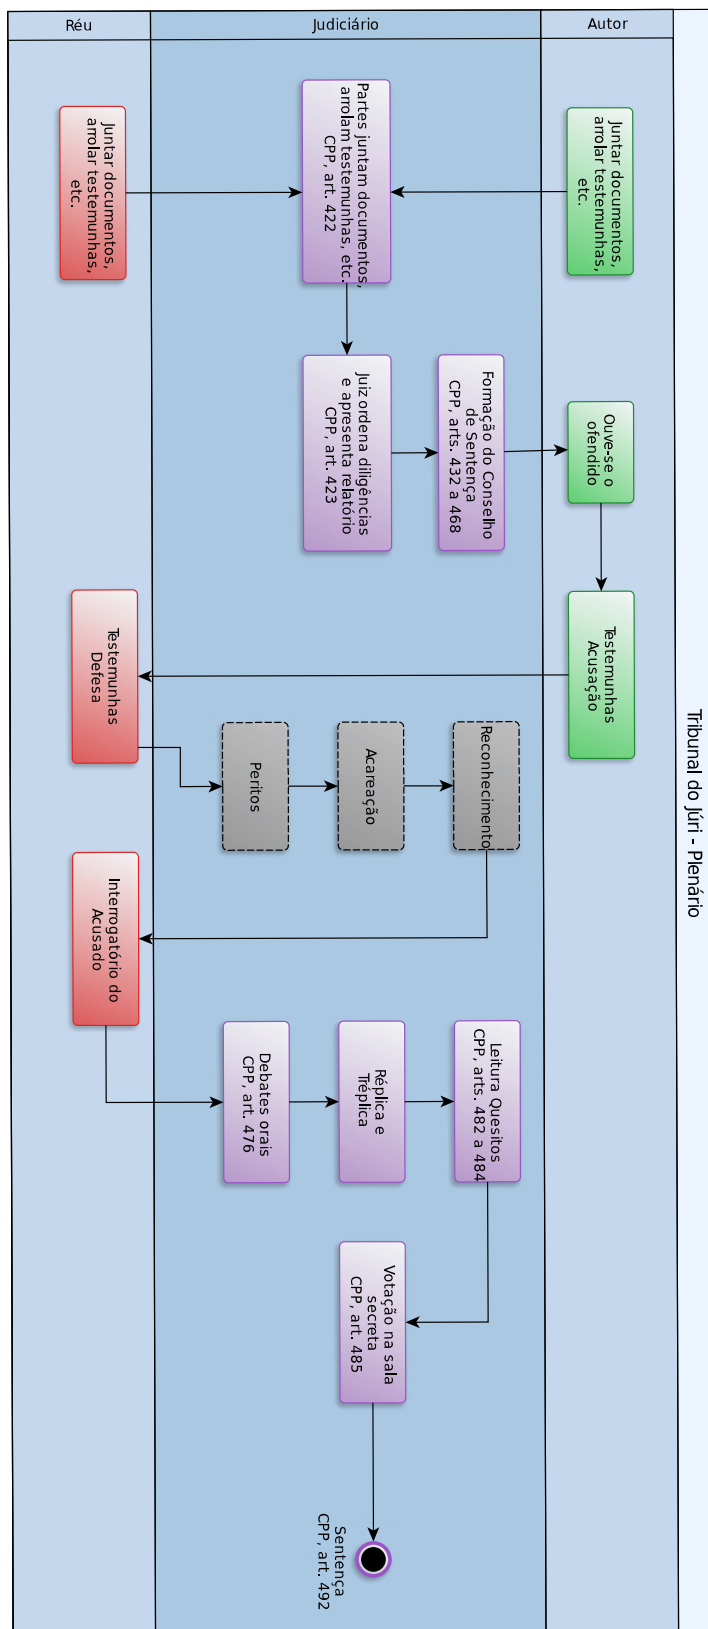 Tribunal do Júri - Plenário
Réu
Judiciário
Autor
Juntar documentos,
arrolar testemunhas,
etc.
Partes juntam documentos,
arrolam testemunhas, etc.
CPP, art. 422
Juntar documentos,
arrolar testemunhas,
etc.
Juiz ordena diligências
e apresenta relatório
CPP, art. 423
Formação do Conselho
de Sentença
CPP, arts. 432 a 468
Ouve-se o
ofendido
Testemunhas
Acusação
Testemunhas
Defesa
Peritos
Acareação
Reconhecimento
Interrogatório do
Acusado
Debates orais
CPP, art. 476
Réplica e
Tréplica
Leitura Quesitos
CPP, arts. 482 a 484
Votação na sala
secreta
CPP, art. 485
Sentença
CPP, art. 492